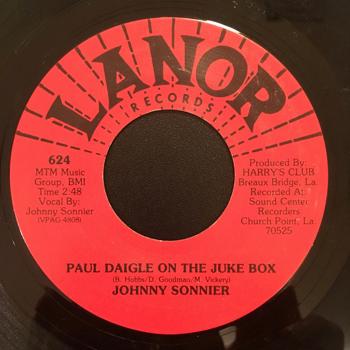 LANOR
RECORDS
624
MTM Music
Group, BMI
Time 2:48
Vocal By:
Johnny Sonnier
(VPAG-4808)
Produced By:
HARRY'S CLUB
Breaux Bridge, La.
Recorded At:
Sound Center
Recorders
Church Point, La.
70525
PAUL DAIGLE ON THE JUKE BOX
(B. Hobbs/D. Goodman/M. Vickery)
JOHNNY SONNIER